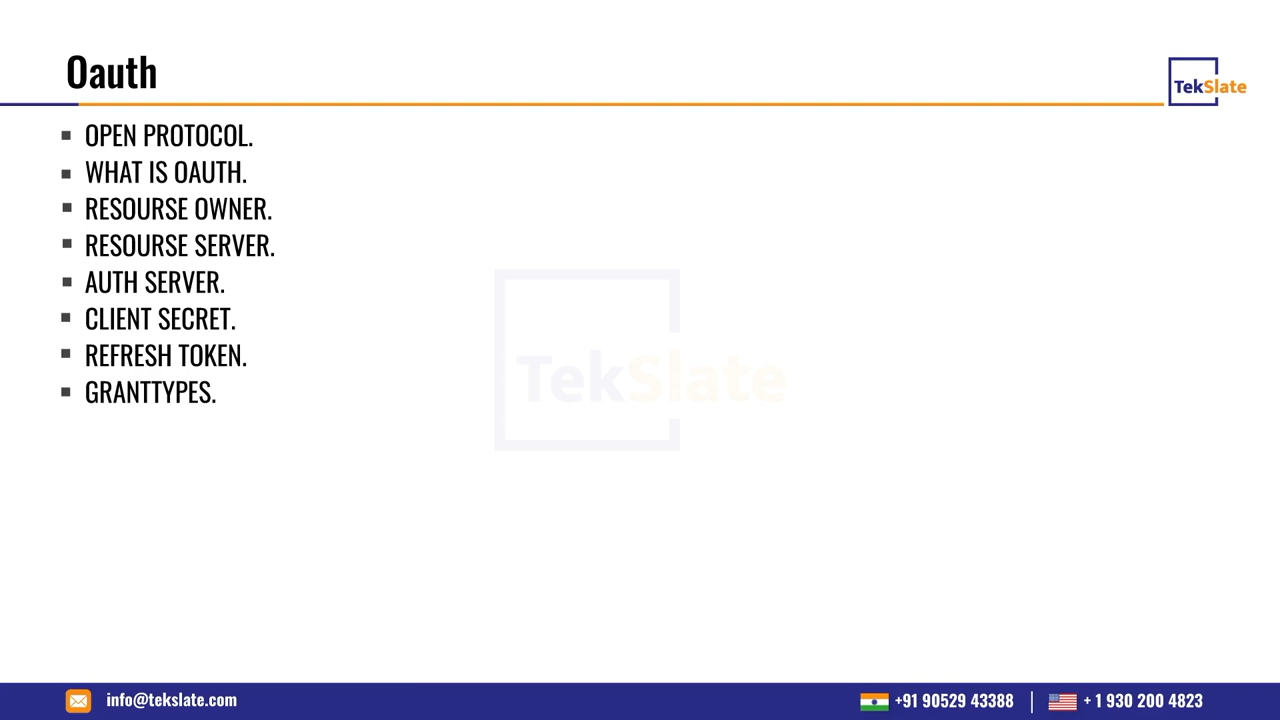 Oauth
TekSlate
▪ OPEN PROTOCOL.
▪ WHAT IS OAUTH.
▪ RESOURSE OWNER.
▪ RESOURSE SERVER.
▪ AUTH SERVER.
▪ CLIENT SECRET.
▪ REFRESH TOKEN.
▪ GRANTTYPES.
TekSlate
info@tekslate.com
+91 90529 43388
+ 1 930 200 4823